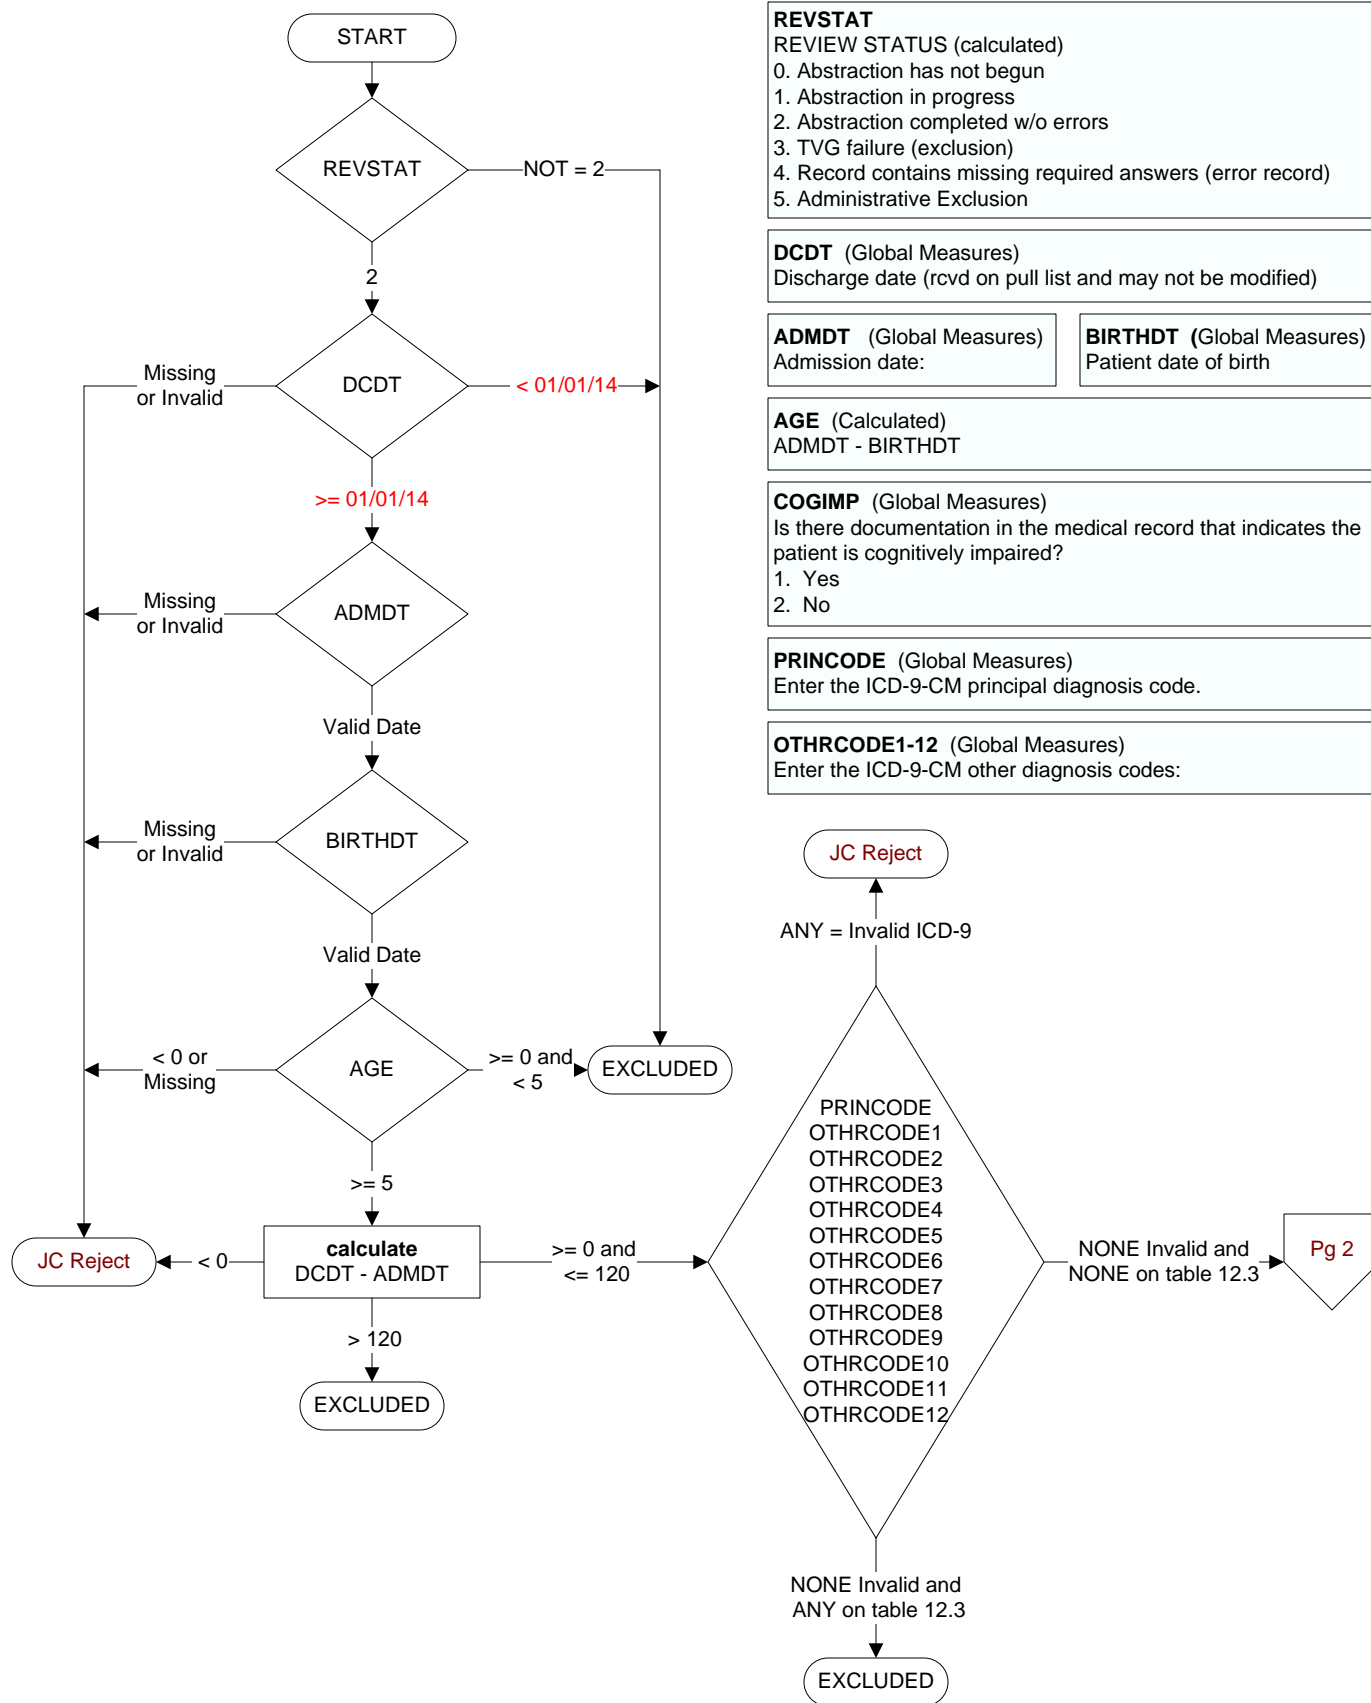 START
REVSTAT
NOT = 2
2
DCDT
Missing
or Invalid
< 01/01/14
>= 01/01/14
ADMDT
Missing
or Invalid
Valid Date
BIRTHDT
Missing
or Invalid
Valid Date
AGE
< 0 or
Missing
>= 0 and
< 5
EXCLUDED
>= 5
calculate
DCDT - ADMDT
< 0
JC Reject
>= 0 and
<= 120
> 120
EXCLUDED
REVSTAT
REVIEW STATUS (calculated)
0. Abstraction has not begun
1. Abstraction in progress
2. Abstraction completed w/o errors
3. TVG failure (exclusion)
4. Record contains missing required answers (error record)
5. Administrative Exclusion
DCDT (Global Measures)
Discharge date (rcvd on pull list and may not be modified)
ADMDT (Global Measures)
Admission date:
BIRTHDT (Global Measures)
Patient date of birth
AGE (Calculated)
ADMDT - BIRTHDT
COGIMP (Global Measures)
Is there documentation in the medical record that indicates the
patient is cognitively impaired?
1. Yes
2. No
PRINCODE (Global Measures)
Enter the ICD-9-CM principal diagnosis code.
OTHRCODE1-12 (Global Measures)
Enter the ICD-9-CM other diagnosis codes:
JC Reject
ANY = Invalid ICD-9
PRINCODE
OTHRCODE1
OTHRCODE2
OTHRCODE3
OTHRCODE4
OTHRCODE5
OTHRCODE6
OTHRCODE7
OTHRCODE8
OTHRCODE9
OTHRCODE10
OTHRCODE11
OTHRCODE12
NONE Invalid and
NONE on table 12.3
Pg 2
NONE Invalid and
ANY on table 12.3
EXCLUDED